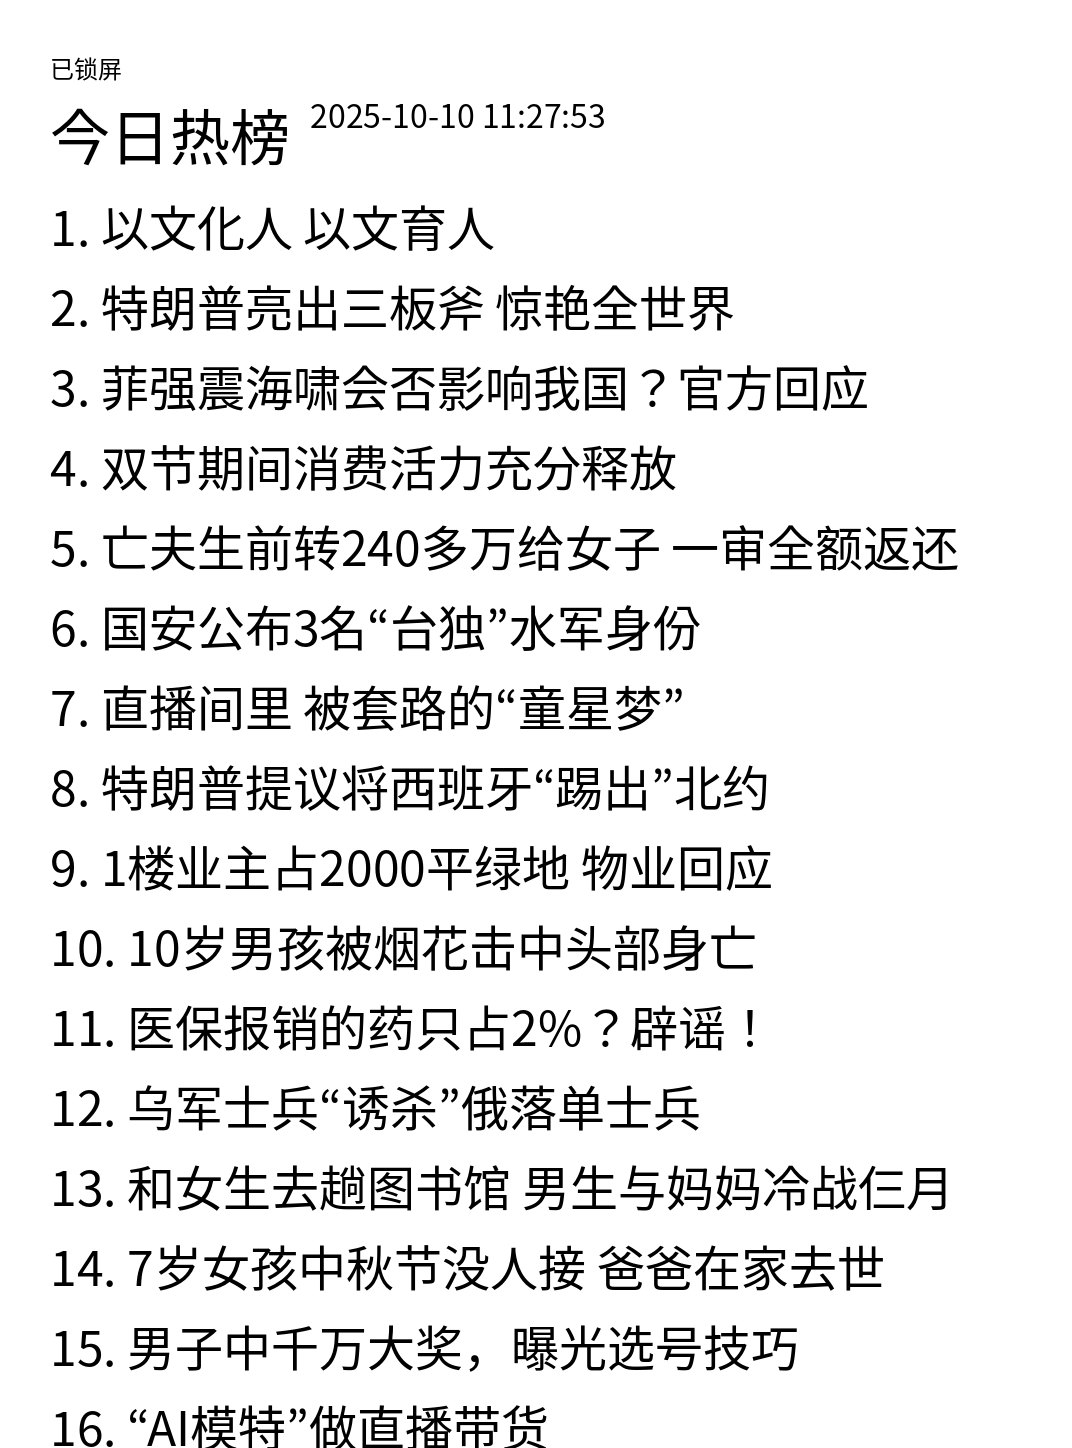 已锁屏
今日热榜 2025-10-10 11:27:53
1. 以文化人 以文育人
2. 特朗普亮出三板斧 惊艳全世界
3. 菲强震海啸会否影响我国？官方回应
4. 双节期间消费活力充分释放
5. 亡夫生前转240多万给女子 一审全额返还
6. 国安公布3名“台独”水军身份
7. 直播间里 被套路的“童星梦”
8. 特朗普提议将西班牙“踢出”北约
9. 1楼业主占2000平绿地 物业回应
10. 10岁男孩被烟花击中头部身亡
11. 医保报销的药只占2%？辟谣！
12. 乌军士兵“诱杀”俄落单士兵
13. 和女生去趟图书馆 男生与妈妈冷战仨月
14. 7岁女孩中秋节没人接 爸爸在家去世
15. 男子中千万大奖，曝光选号技巧
16. “AI模特”做直播带货